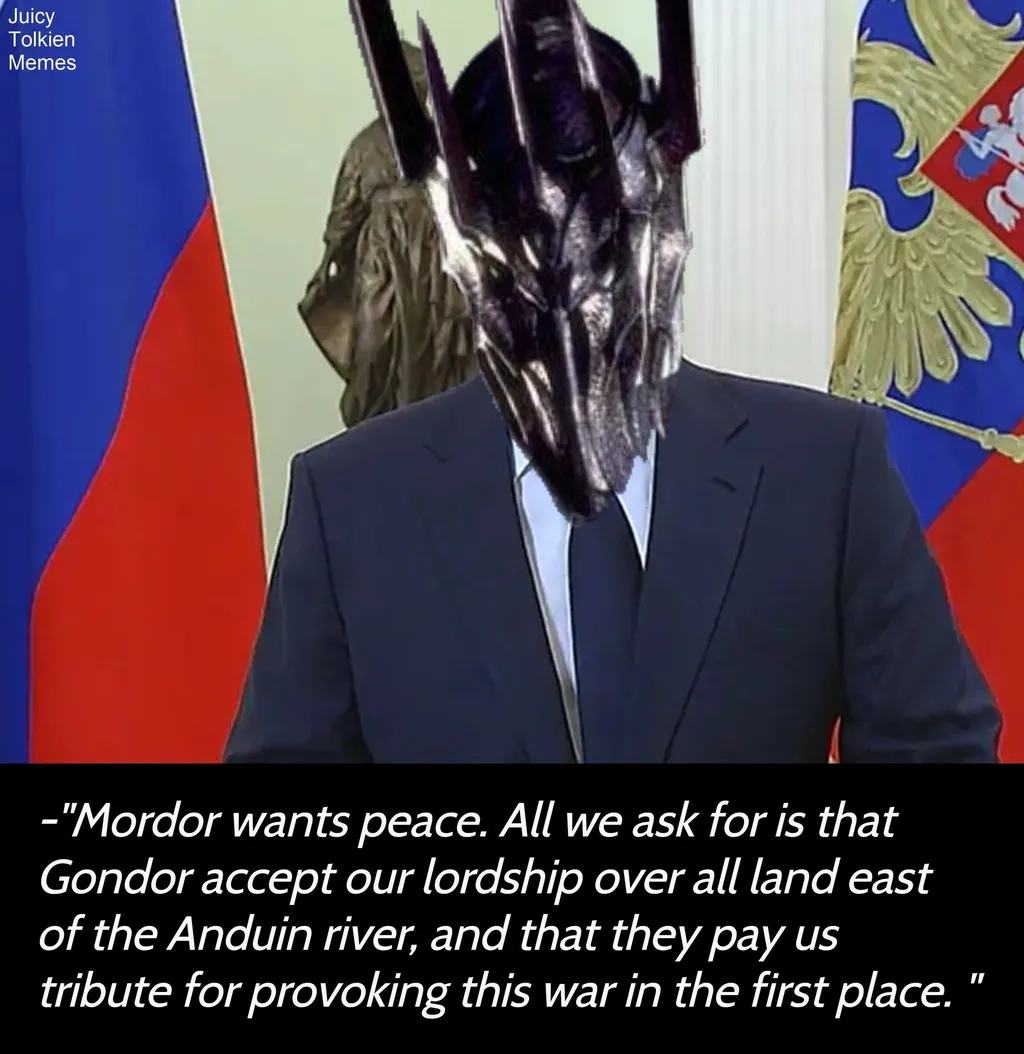 Juicy
Tolkien
Memes
-"Mordor wants peace. All we ask for is that
Gondor accept our lordship over all land east
of the Anduin river, and that they pay us
tribute for provoking this war in the first place. "